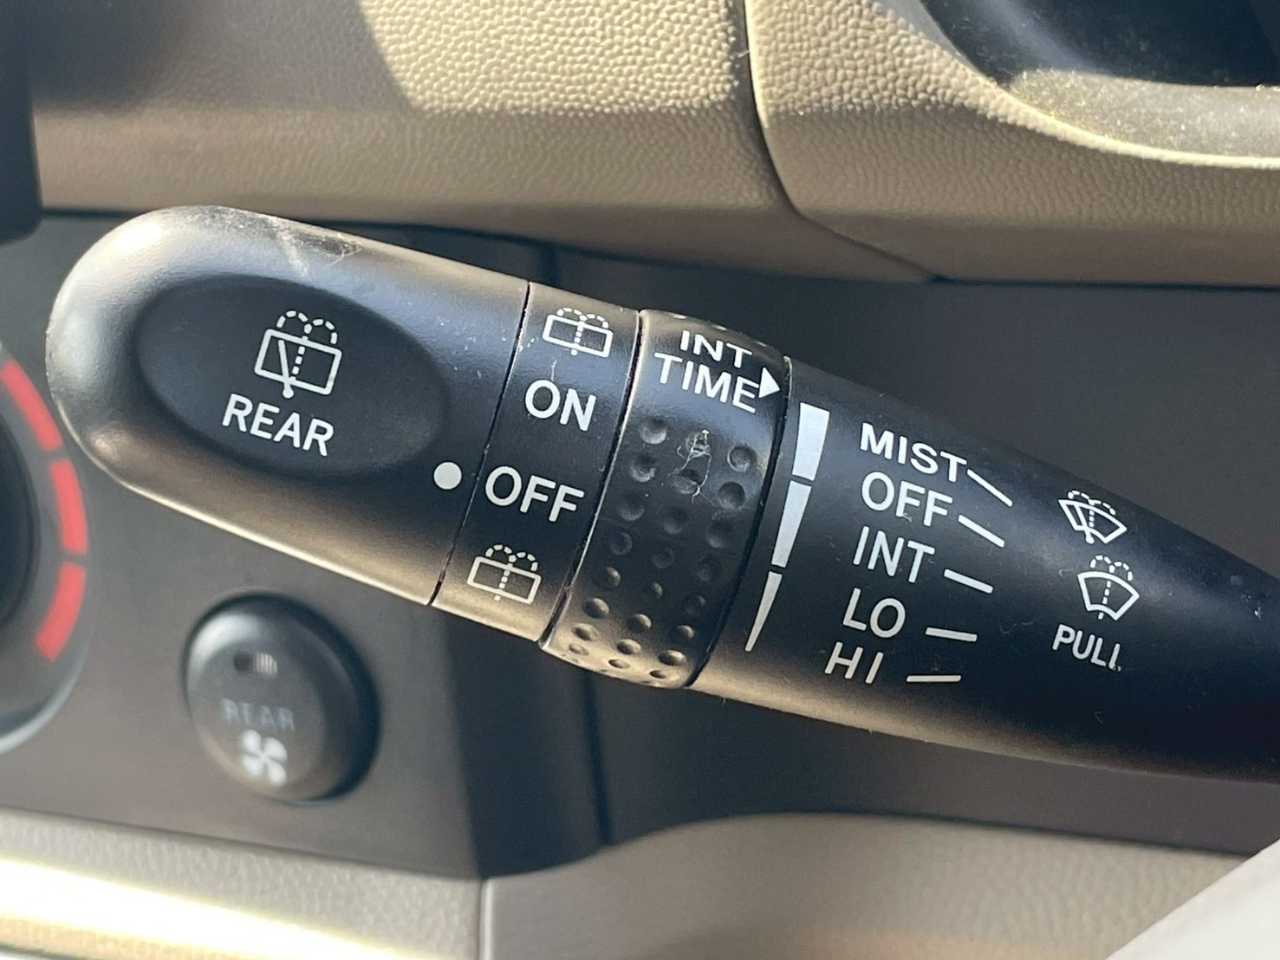 REAR
ON
OFF
INT
TIME
MIST
OFF
INT
LO
HI
PULL
REAR